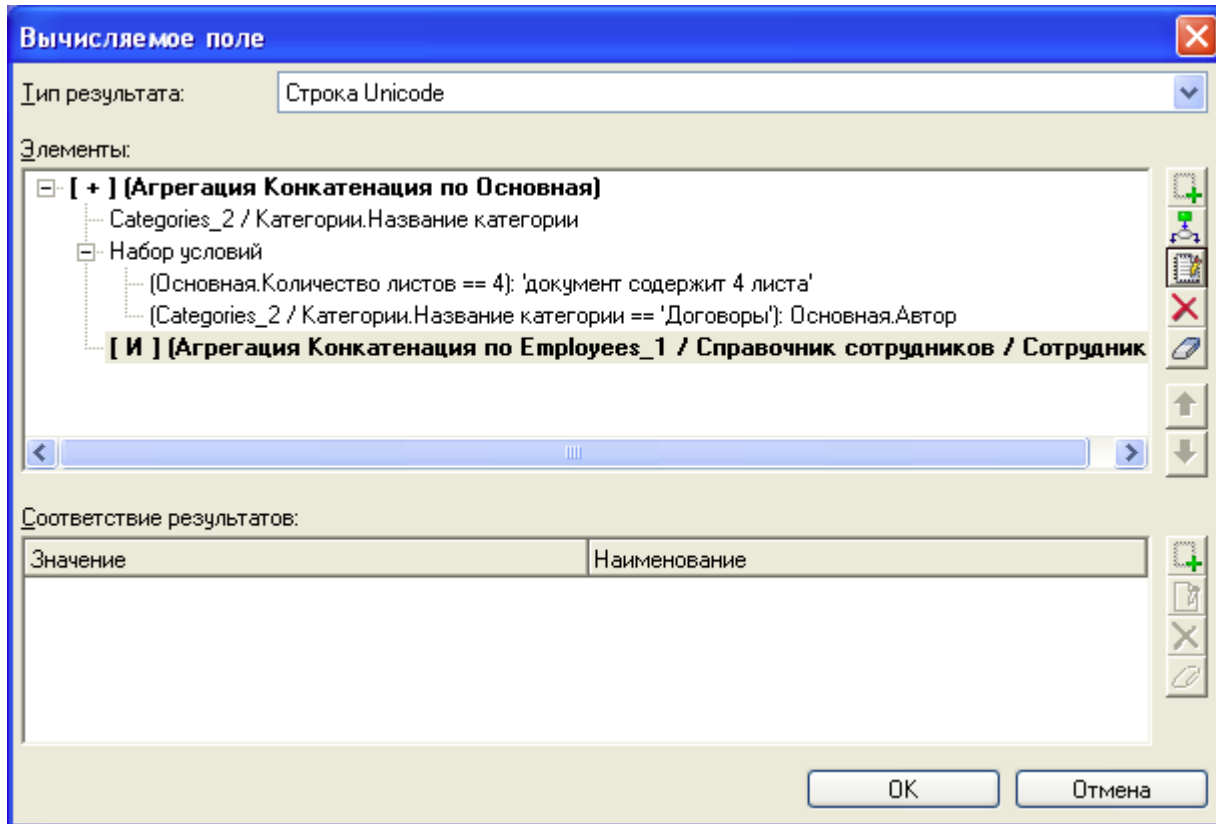 Вычисляемое поле
Тип результата: Строка Unicode
Элементы:
[ + ] (Агрегация Конкатенация по Основная)
Categories_2 / Категории.Название категории
Набор условий
(Основная.Количество листов == 4): 'документ содержит 4 листа'
(Categories_2 / Категории.Название категории == 'Договоры'): Основная.Автор
[ И ] (Агрегация Конкатенация по Employees_1 / Справочник сотрудников / Сотрудник
Соответствие результатов:
Значение Наименование
OK Отмена